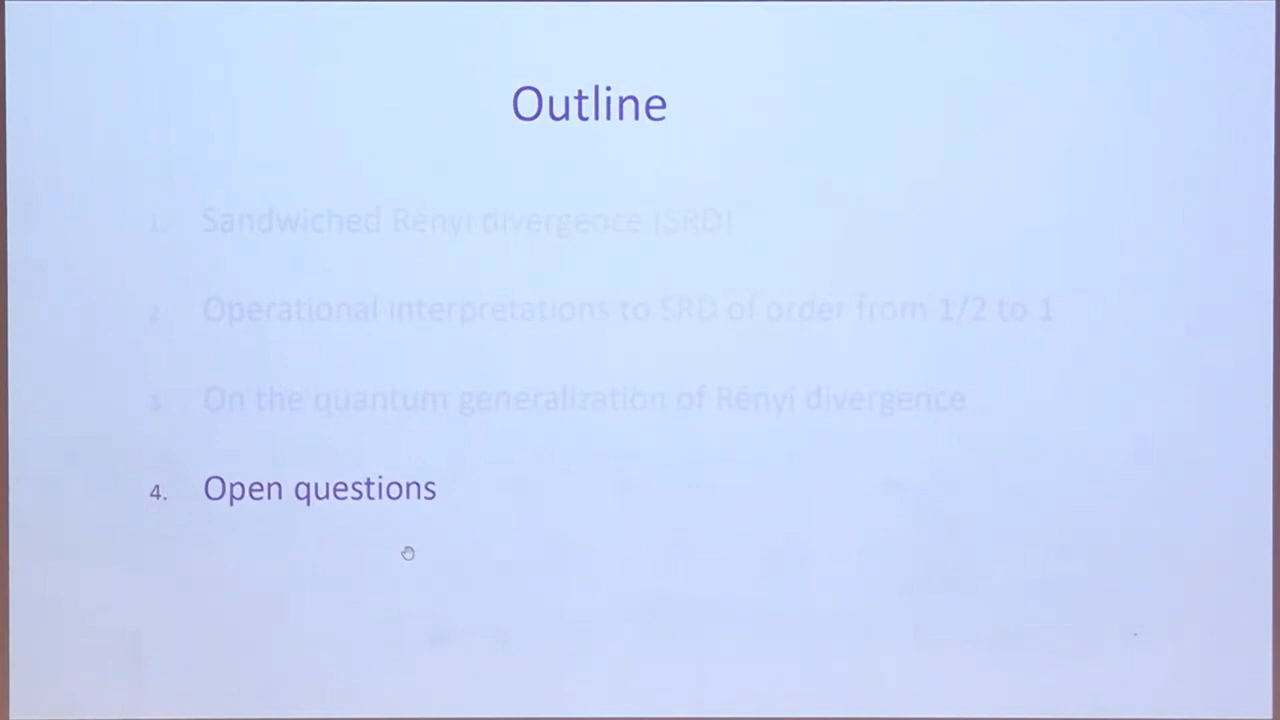 Outline
1. Sandwiched Rényi divergence (SRD)
2. Operational interpretations to SRD of order from 1/2 to 1
3. On the quantum generalization of Rényi divergence
4. Open questions